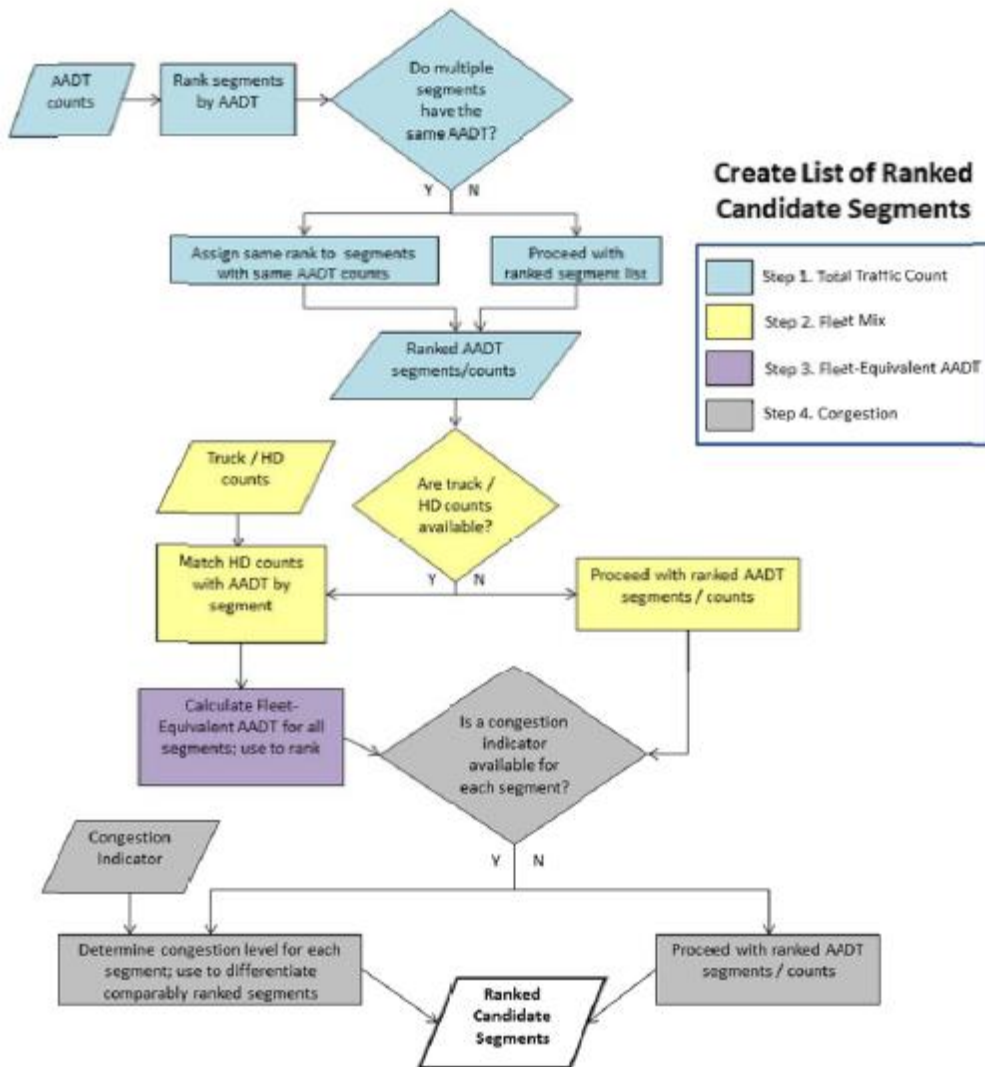 AADT
counts
Rank segments
by AADT
Do multiple
segments
have the
same AADT?
Y N
Create List of Ranked
Candidate Segments
Step 1. Total Traffic Count
Step 2. Fleet Mix
Step 3. Fleet-Equivalent AADT
Step 4. Congestion
Assign same rank to segments
with same AADT counts
Proceed with
ranked segment list
Ranked AADT
segments/counts
Truck / HD
counts
Are truck /
HD counts
available?
Y N
Match HD counts
with AADT by
segment
Proceed with ranked AADT
segments / counts
Calculate Fleet-
Equivalent AADT for all
segments; use to rank
Is a congestion
indicator
available for
each segment?
Y N
Congestion
Indicator
Determine congestion level for each
segment; use to differentiate
comparably ranked segments
Proceed with ranked AADT
segments / counts
Ranked
Candidate
Segments